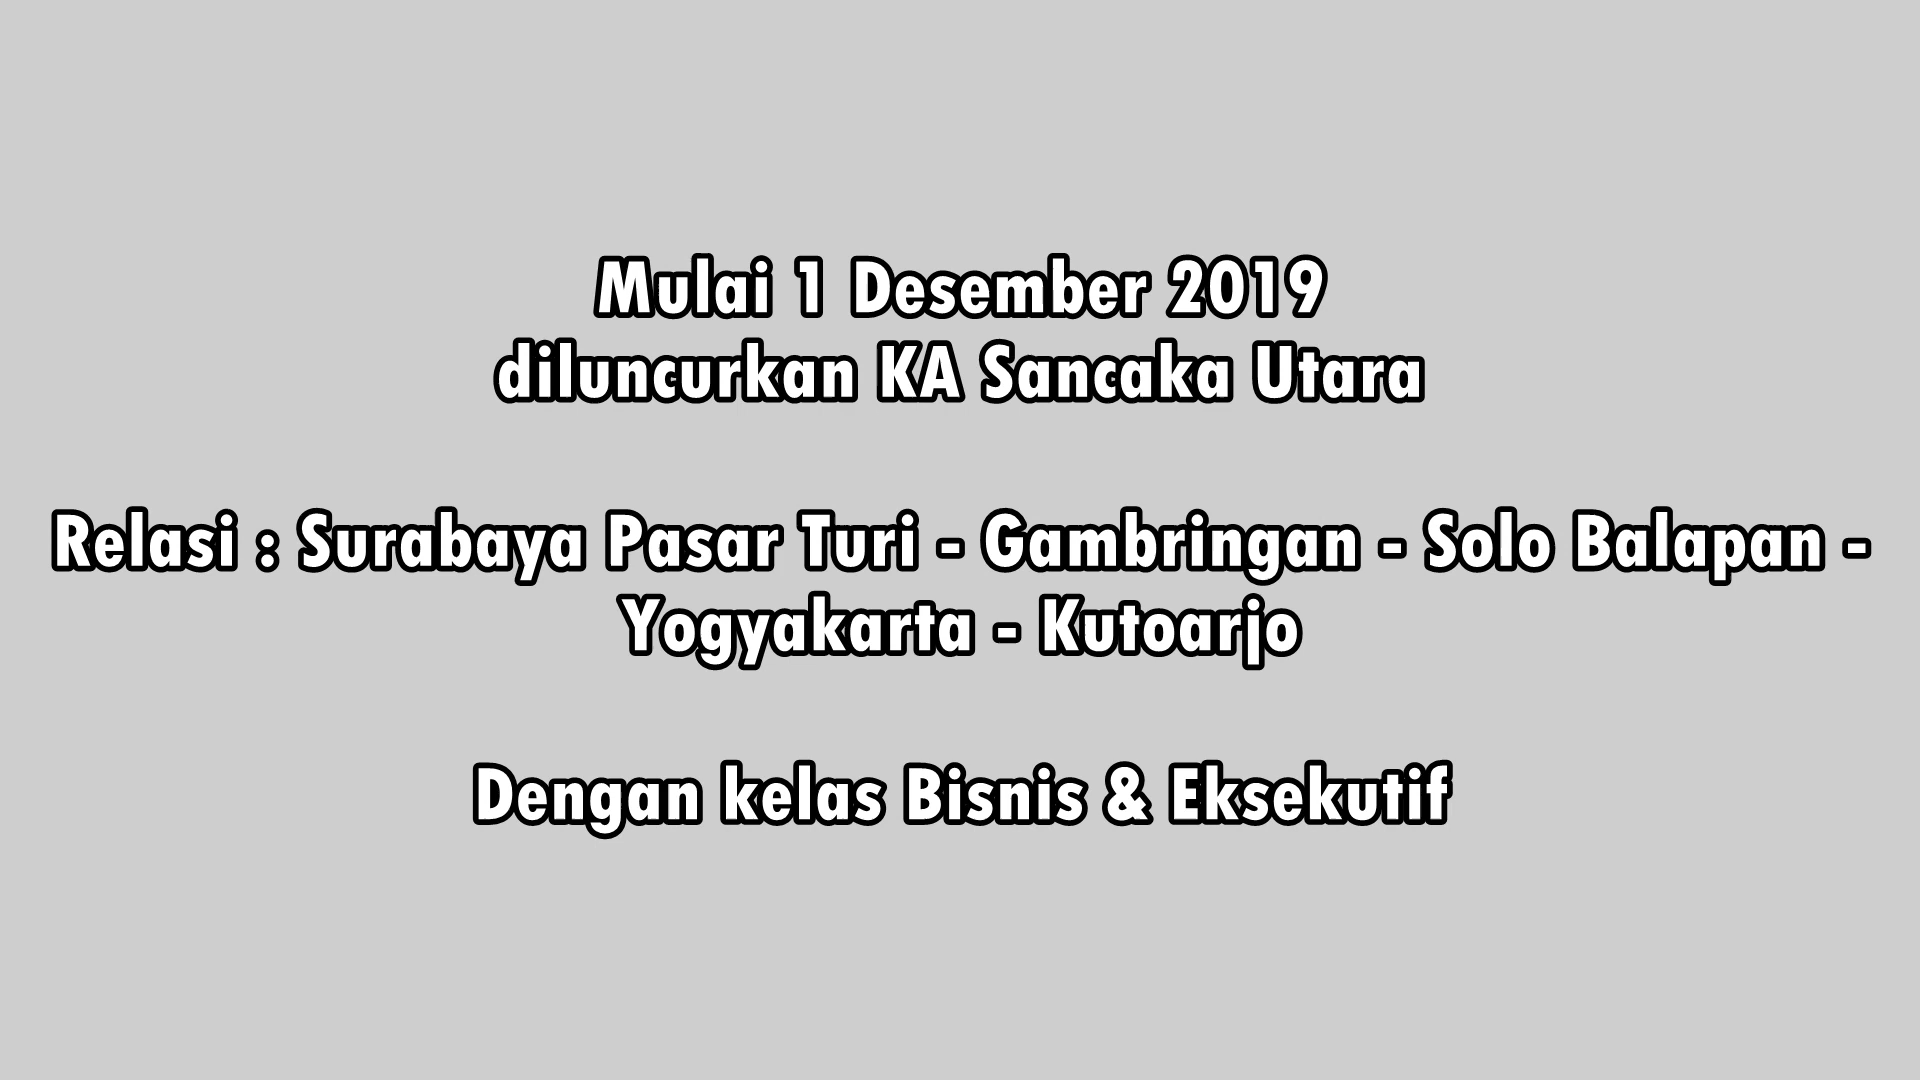 Mulai 1 Desember 2019
diluncurkan KA Sancaka Utara
Relasi : Surabaya Pasar Turi - Gambringan - Solo Balapan -
Yogyakarta - Kutoarjo
Dengan kelas Bisnis & Eksekutif